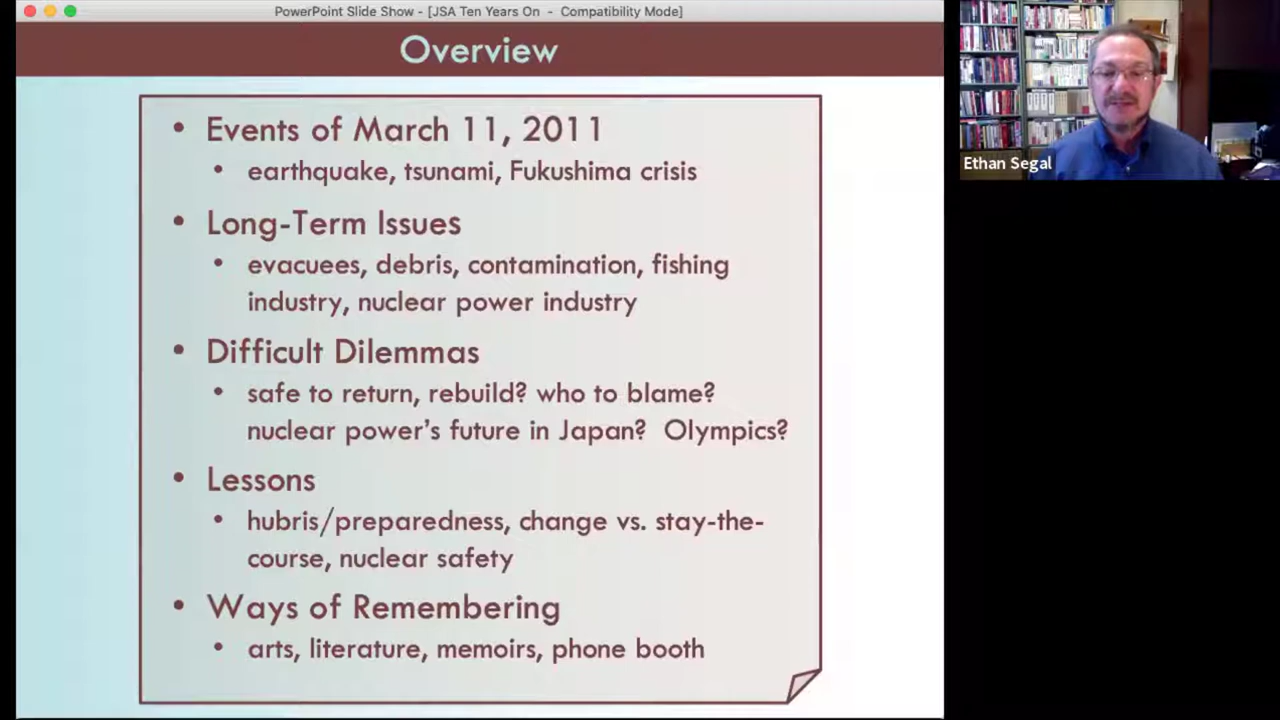 PowerPoint Slide Show - [JSA Ten Years On - Compatibility Mode]
Overview
• Events of March 11, 2011
• earthquake, tsunami, Fukushima crisis
• Long-Term Issues
• evacuees, debris, contamination, fishing
industry, nuclear power industry
• Difficult Dilemmas
• safe to return, rebuild? who to blame?
nuclear power's future in Japan? Olympics?
• Lessons
• hubris/preparedness, change vs. stay-the-
course, nuclear safety
• Ways of Remembering
• arts, literature, memoirs, phone booth
Ethan Segal